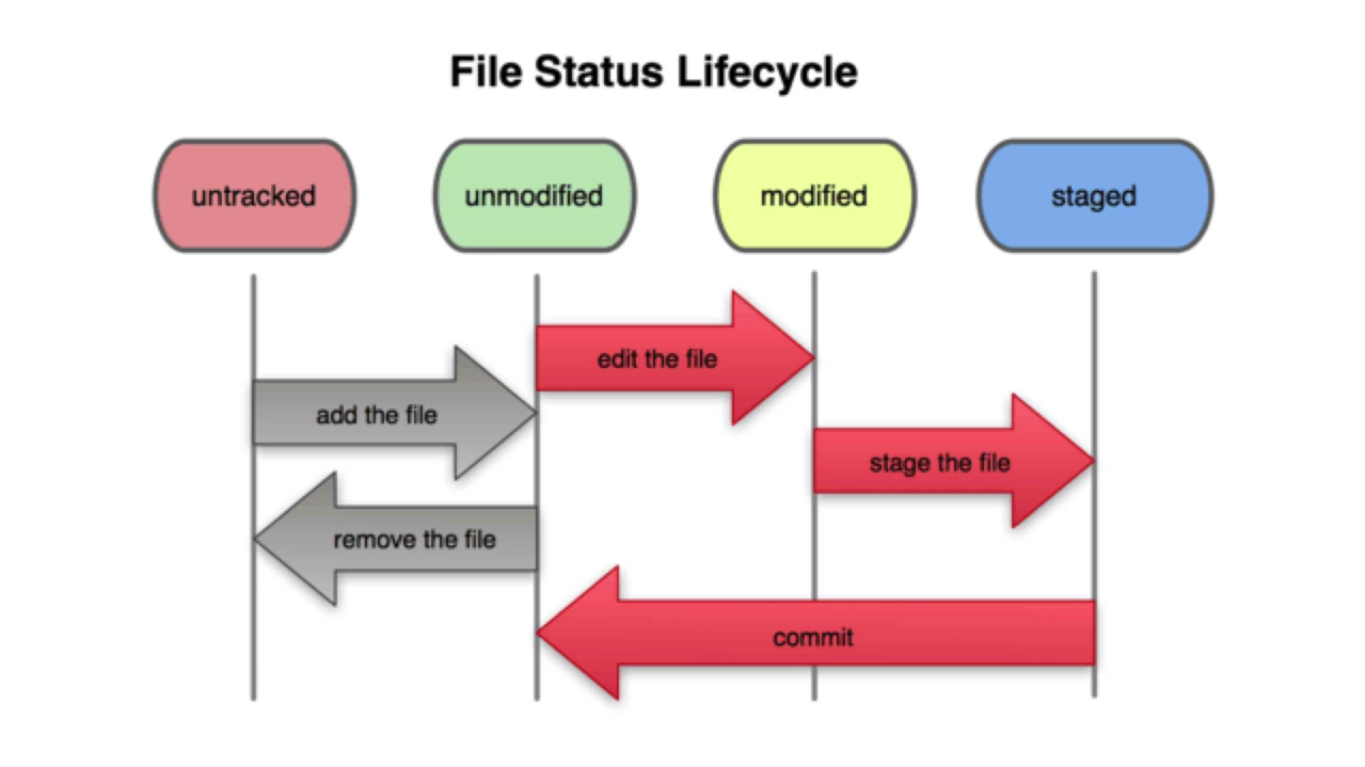 File Status Lifecycle
untracked
unmodified
modified
staged
edit the file
add the file
stage the file
remove the file
commit